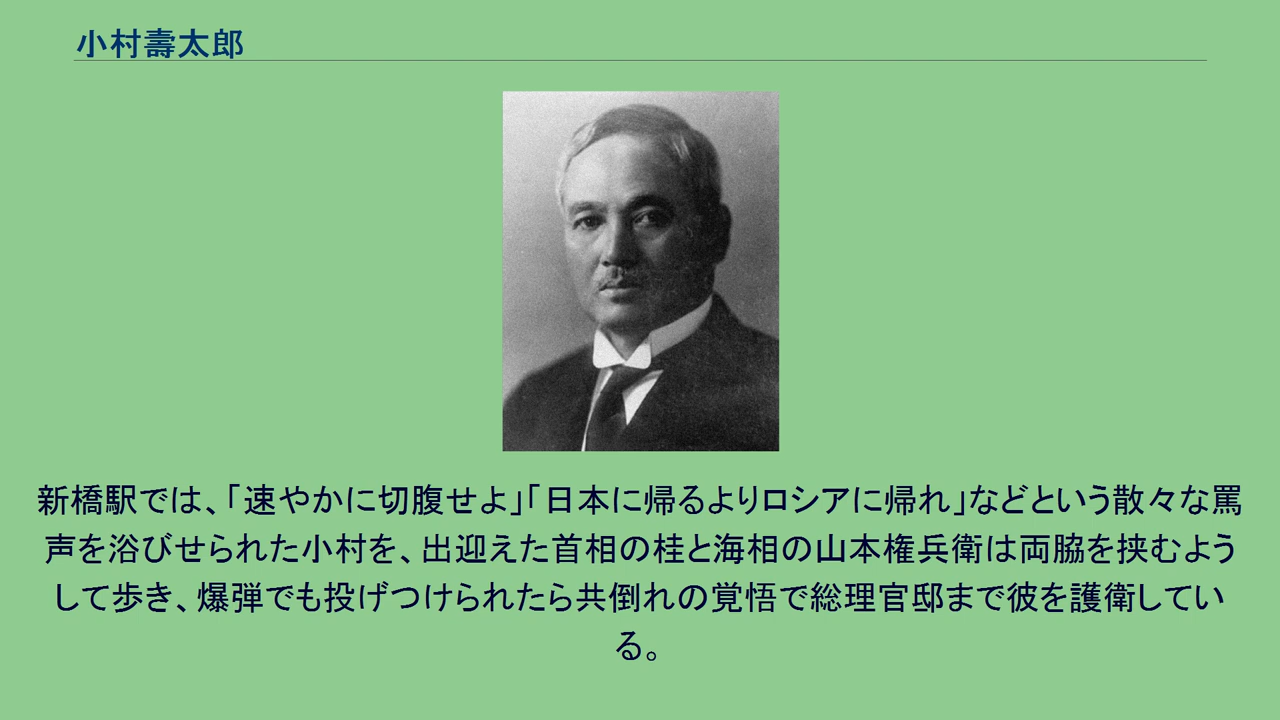 小村壽太郎
新橋駅では、「速やかに切腹せよ」「日本に帰るよりロシアに帰れ」などという散々な罵
声を浴びせられた小村を、出迎えた首相の桂と海相の山本権兵衛は両脇を挟むよう
して歩き、爆弾でも投げつけられたら共倒れの覚悟で総理官邸まで彼を護衛してい
る。